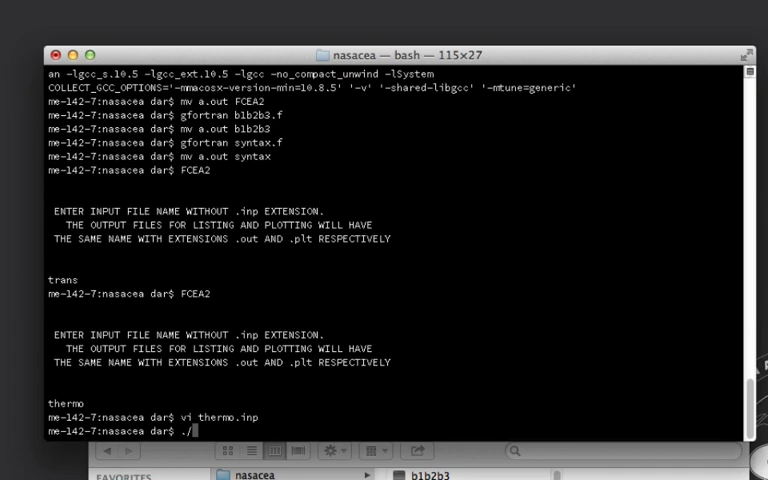 nasacea — bash — 115×27
an -lgcc_s.10.5 -lgcc_ext.10.5 -lgcc -no_compact_unwind -lSystem
COLLECT_GCC_OPTIONS='-mmacosx-version-min=10.8.5' '-v' '-shared-libgcc' '-mtune=generic'
me-142-7:nasacea dar$ mv a.out FCEA2
me-142-7:nasacea dar$ gfortran b1b2b3.f
me-142-7:nasacea dar$ mv a.out b1b2b3
me-142-7:nasacea dar$ gfortran syntax.f
me-142-7:nasacea dar$ mv a.out syntax
me-142-7:nasacea dar$ FCEA2
ENTER INPUT FILE NAME WITHOUT .inp EXTENSION.
THE OUTPUT FILES FOR LISTING AND PLOTTING WILL HAVE
THE SAME NAME WITH EXTENSIONS .out AND .plt RESPECTIVELY
trans
me-142-7:nasacea dar$ FCEA2
ENTER INPUT FILE NAME WITHOUT .inp EXTENSION.
THE OUTPUT FILES FOR LISTING AND PLOTTING WILL HAVE
THE SAME NAME WITH EXTENSIONS .out AND .plt RESPECTIVELY
thermo
me-142-7:nasacea dar$ vi thermo.inp
me-142-7:nasacea dar$ ./
FAVORITES
nasacea
b1b2b3